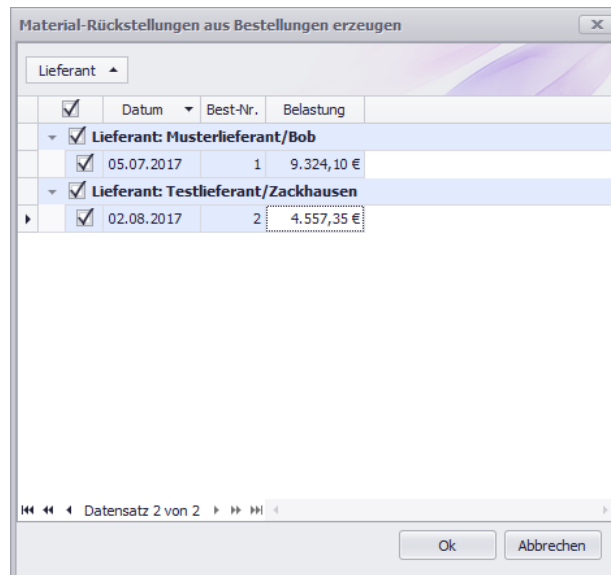 Material-Rückstellungen aus Bestellungen erzeugen
Lieferant
Datum Best-Nr. Belastung
Lieferant: Musterlieferant/Bob
05.07.2017 1 9.324,10 €
Lieferant: Testlieferant/Zackhausen
02.08.2017 2 4.557,35 €
Datensatz 2 von 2
Ok Abbrechen